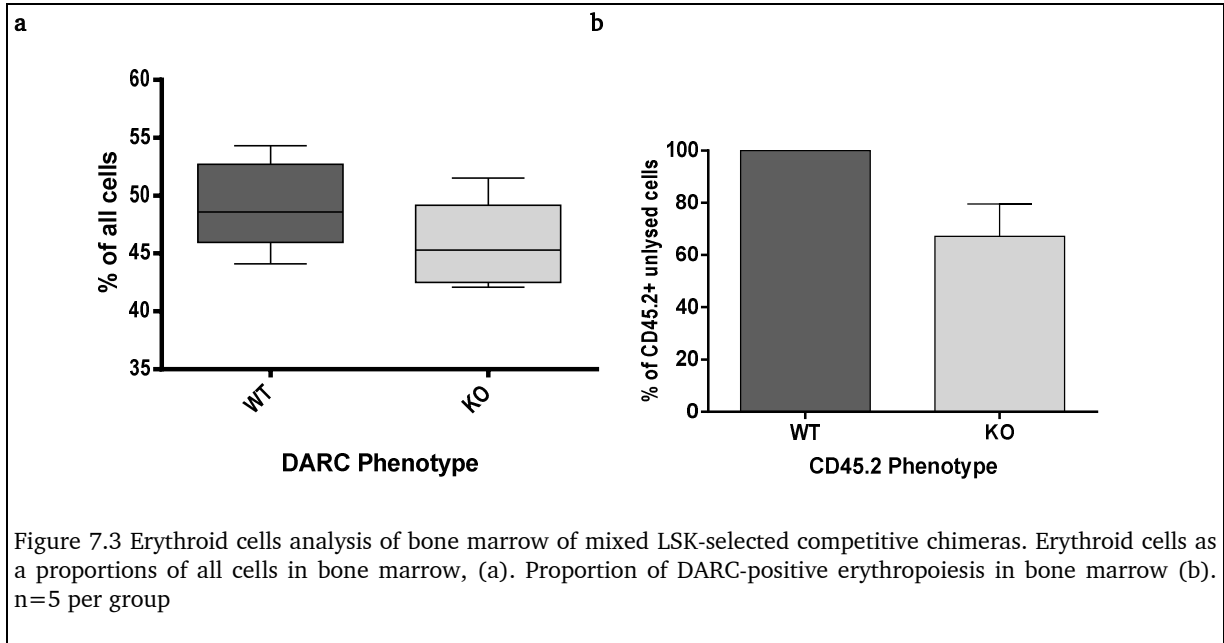 a
b
60
55
50
45
40
35
% of all cells
WT
KO
DARC Phenotype
100
80
60
40
20
0
% of CD45.2+ unlysed cells
WT
KO
CD45.2 Phenotype
Figure 7.3 Erythroid cells analysis of bone marrow of mixed LSK-selected competitive chimeras. Erythroid cells as
a proportions of all cells in bone marrow, (a). Proportion of DARC-positive erythropoiesis in bone marrow (b).
n=5 per group